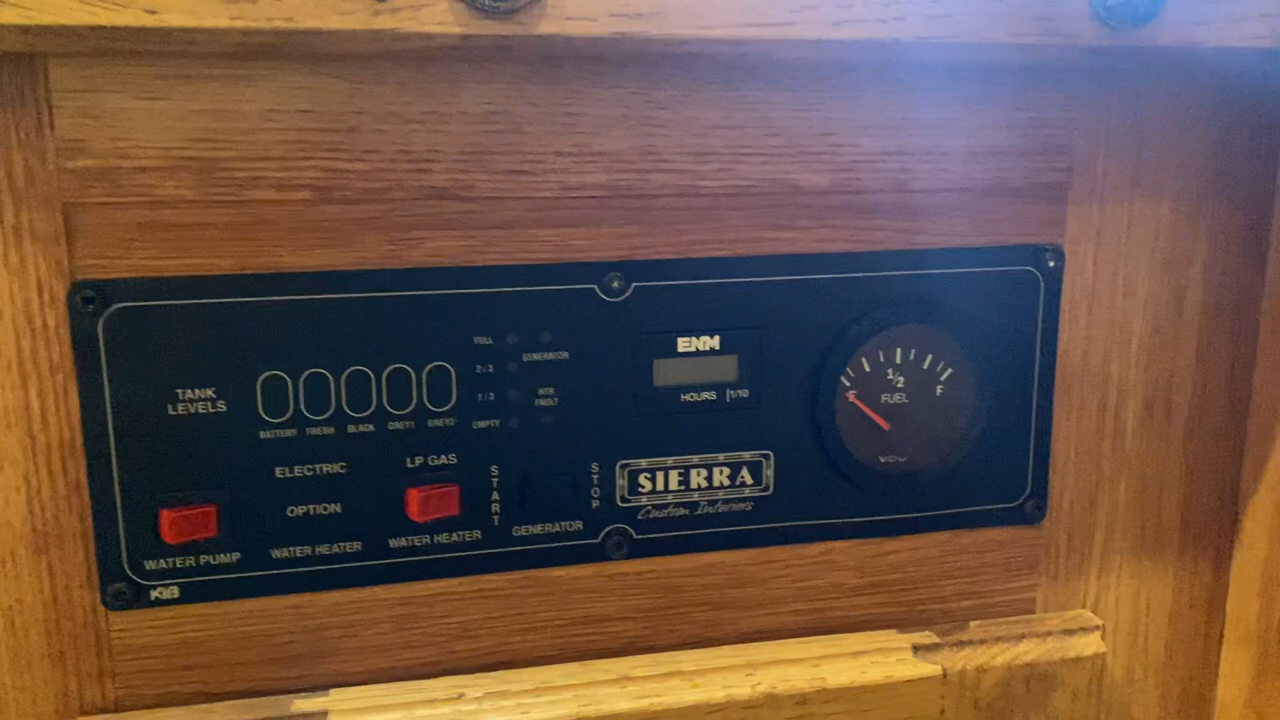 TANK
LEVELS
BATTERY FRESH BLACK GREY1 GREY2
FULL
2/3
1/3
EMPTY
GENERATOR
HTR
FAULT
ELECTRIC
OPTION
WATER HEATER
LP GAS
WATER HEATER
WATER PUMP
START
STOP
GENERATOR
KIB
ENM
HOURS 1/10
SIERRA
Custom Interiors
E 1/2 F
FUEL
VDO